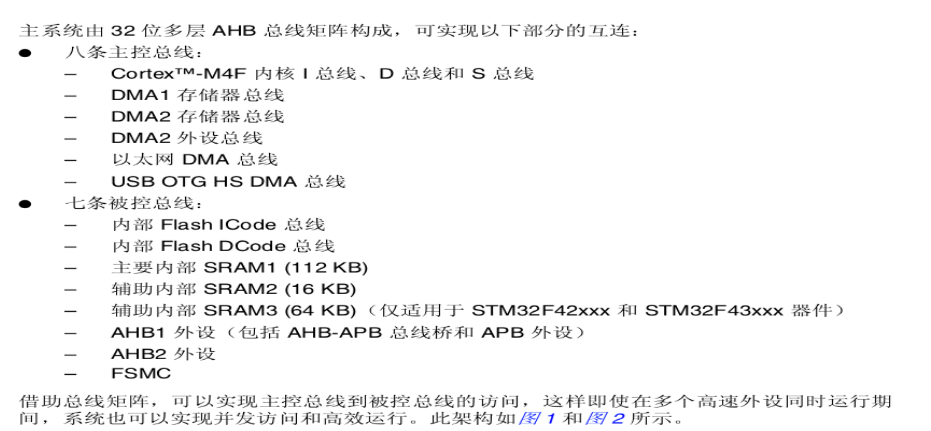 主系统由 32 位多层 AHB 总线矩阵构成，可实现以下部分的互连：
● 八条主控总线：
— Cortex™-M4F 内核 I 总线、D 总线和 S 总线
— DMA1 存储器总线
— DMA2 存储器总线
— DMA2 外设总线
— 以太网 DMA 总线
— USB OTG HS DMA 总线
● 七条被控总线：
— 内部 Flash ICode 总线
— 内部 Flash DCode 总线
— 主要内部 SRAM1 (112 KB)
— 辅助内部 SRAM2 (16 KB)
— 辅助内部 SRAM3 (64 KB)（仅适用于 STM32F42xxx 和 STM32F43xxx 器件）
— AHB1 外设（包括 AHB-APB 总线桥和 APB 外设）
— AHB2 外设
— FSMC
借助总线矩阵，可以实现主控总线到被控总线的访问，这样即使在多个高速外设同时运行期
间，系统也可以实现并发访问和高效运行。此架构如图 1 和图 2 所示。